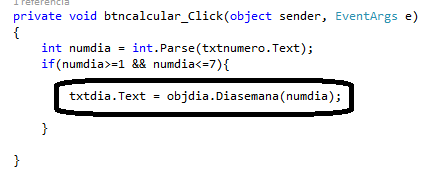 1 referencia
private void btncalcular_Click(object sender, EventArgs e)
{
int numdia = int.Parse(txtnumero.Text);
if(numdia>=1 && numdia<=7){
txtdia.Text = objdia.Diasemana(numdia);
}
}